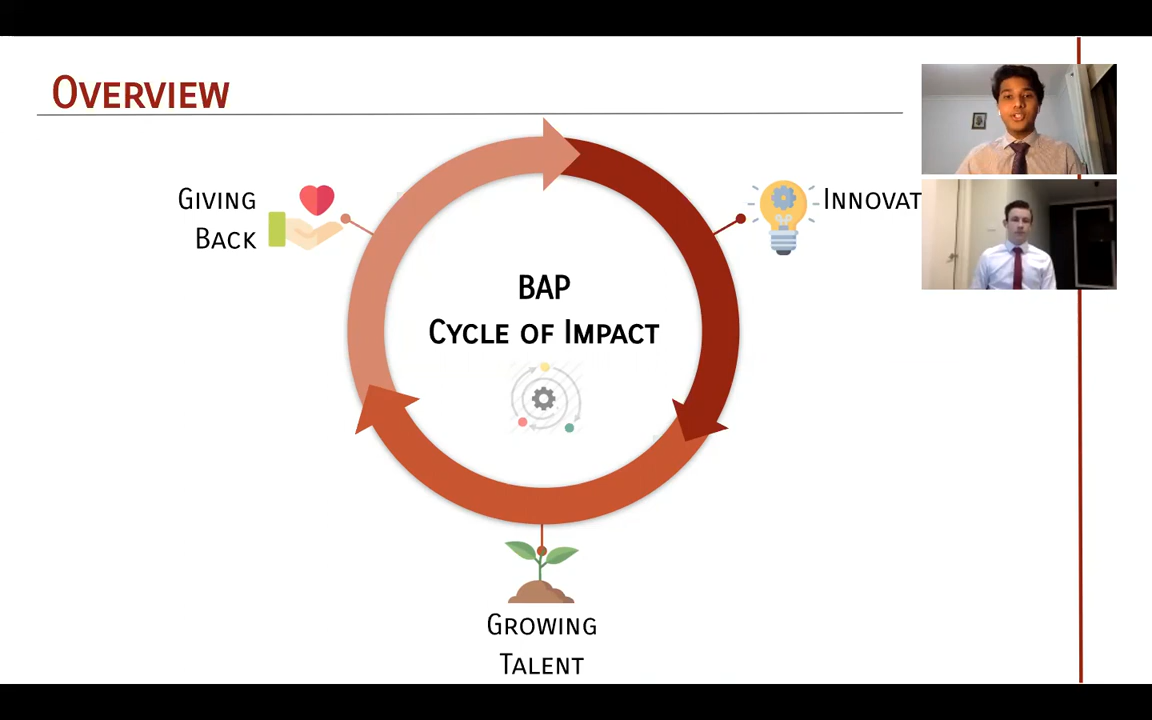 Overview
Giving
Back
Innovat
BAP
Cycle of Impact
Growing
Talent